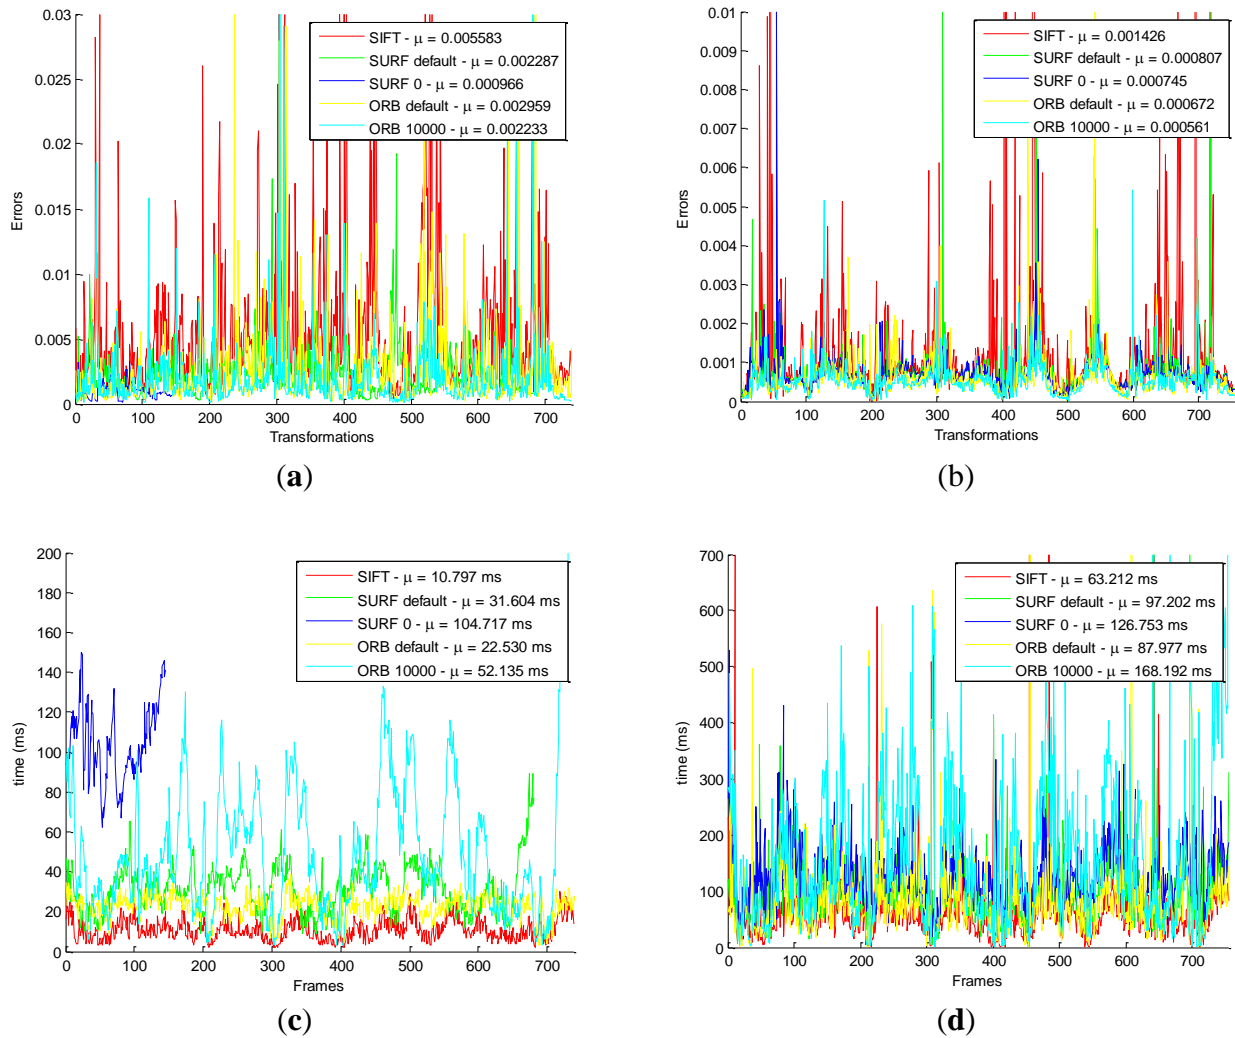 0.03
0.025
0.02
0.015
0.01
0.005
0
Errors
0 100 200 300 400 500 600 700
Transformations
SIFT - μ = 0.005583
SURF default - μ = 0.002287
SURF 0 - μ = 0.000966
ORB default - μ = 0.002959
ORB 10000 - μ = 0.002233
(a)
0.01
0.009
0.008
0.007
0.006
0.005
0.004
0.003
0.002
0.001
0
Errors
0 100 200 300 400 500 600 700
Transformations
SIFT - μ = 0.001426
SURF default - μ = 0.000807
SURF 0 - μ = 0.000745
ORB default - μ = 0.000672
ORB 10000 - μ = 0.000561
(b)
200
180
160
140
120
100
80
60
40
20
0
time (ms)
0 100 200 300 400 500 600 700
Frames
SIFT - μ = 10.797 ms
SURF default - μ = 31.604 ms
SURF 0 - μ = 104.717 ms
ORB default - μ = 22.530 ms
ORB 10000 - μ = 52.135 ms
(c)
700
600
500
400
300
200
100
0
time (ms)
0 100 200 300 400 500 600 700
Frames
SIFT - μ = 63.212 ms
SURF default - μ = 97.202 ms
SURF 0 - μ = 126.753 ms
ORB default - μ = 87.977 ms
ORB 10000 - μ = 168.192 ms
(d)